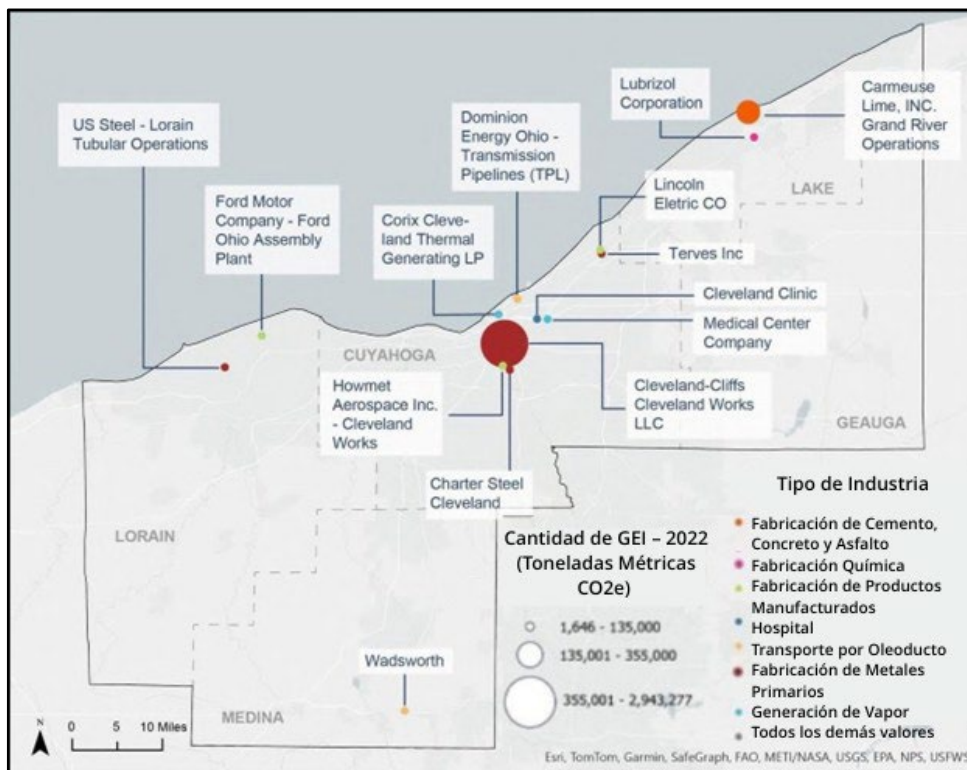 Lubrizol
Corporation
Carmeuse
Lime, INC.
Grand River
Operations
US Steel - Lorain
Tubular Operations
Dominion
Energy Ohio -
Transmission
Pipelines (TPL)
Ford Motor
Company - Ford
Ohio Assembly
Plant
Corix Cleve-
land Thermal
Generating LP
Lincoln
Eletric CO
LAKE
Terves Inc
Cleveland Clinic
Medical Center
Company
CUYAHOGA
Howmet
Aerospace Inc.
- Cleveland
Works
Cleveland-Cliffs
Cleveland Works
LLC
GEAUGA
Charter Steel
Cleveland
LORAIN
Wadsworth
MEDINA
N
0 5 10 Miles
Cantidad de GEI – 2022
(Toneladas Métricas
CO2e)
1,646 - 135,000
135,001 - 355,000
355,001 - 2,943,277
Tipo de Industria
Fabricación de Cemento,
Concreto y Asfalto
Fabricación Química
Fabricación de Productos
Manufacturados
Hospital
Transporte por Oleoducto
Fabricación de Metales
Primarios
Generación de Vapor
Todos los demás valores
Esri, TomTom, Garmin, SafeGraph, FAO, METI/NASA, USGS, EPA, NPS, USFWS